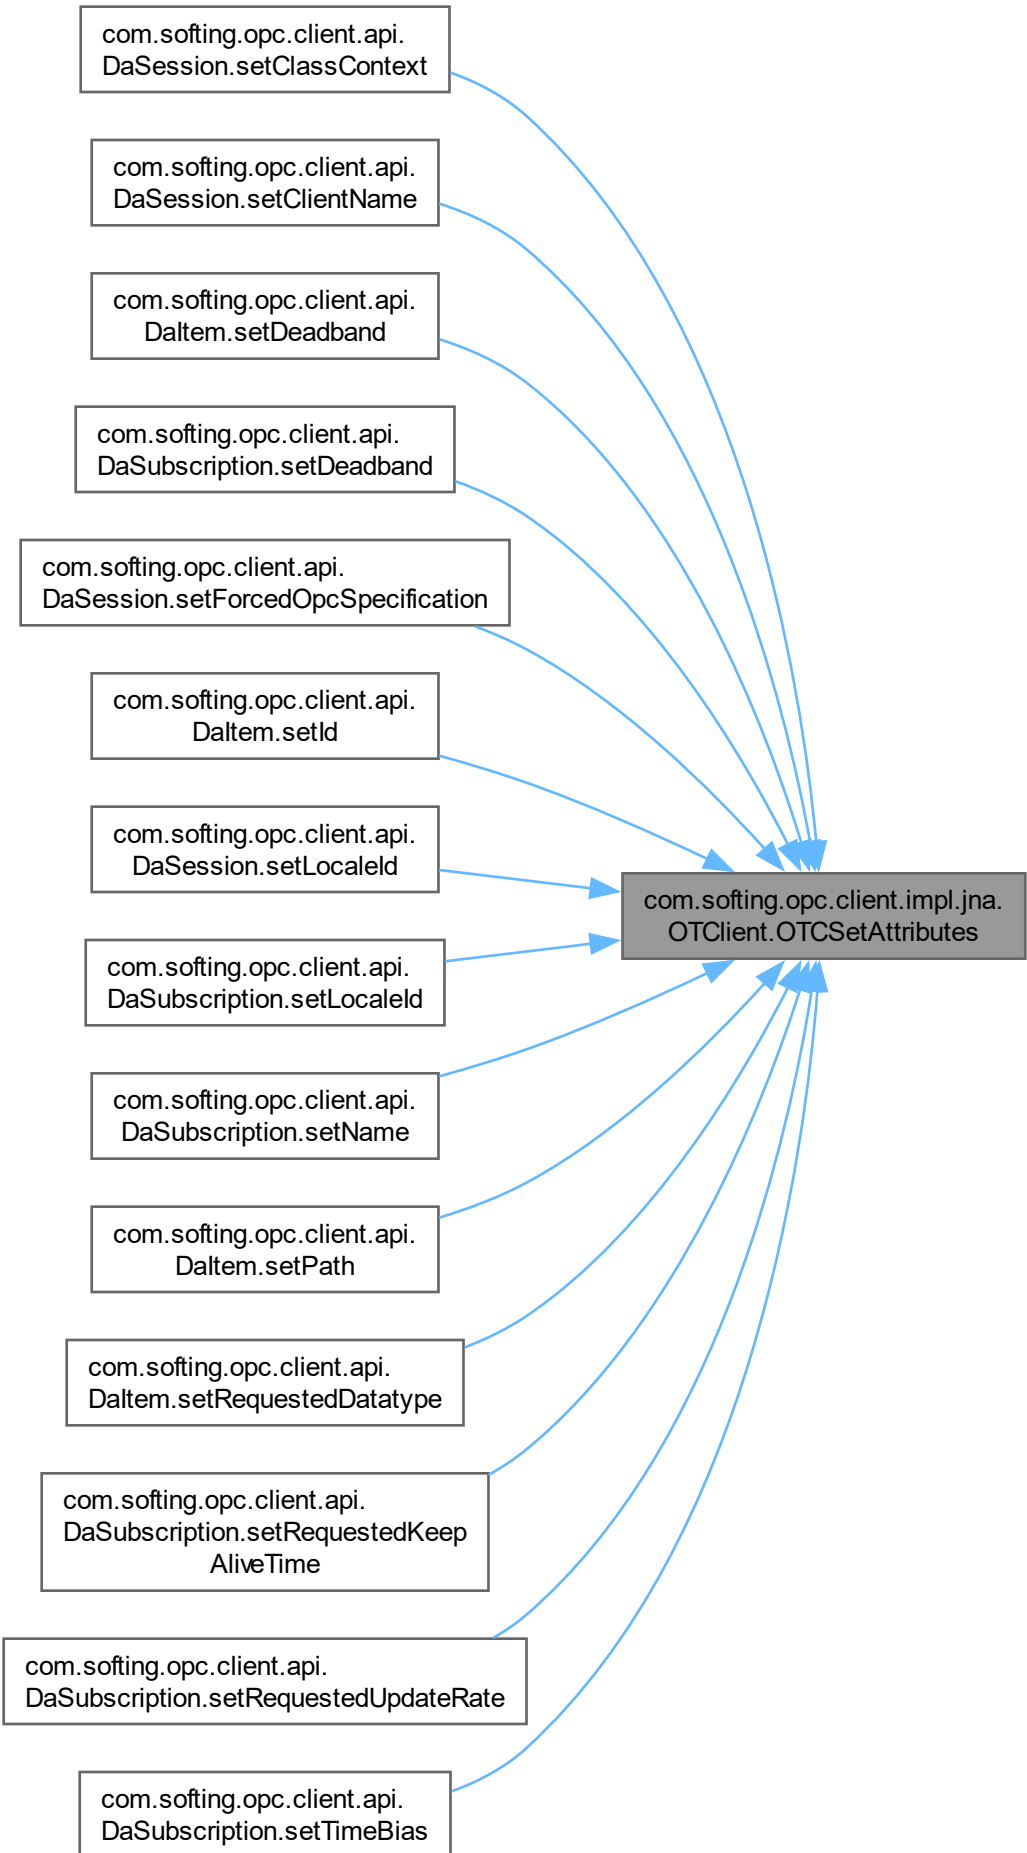 com.softing.opc.client.api.
DaSession.setClassContext
com.softing.opc.client.api.
DaSession.setClientName
com.softing.opc.client.api.
DaItem.setDeadband
com.softing.opc.client.api.
DaSubscription.setDeadband
com.softing.opc.client.api.
DaSession.setForcedOpcSpecification
com.softing.opc.client.api.
DaItem.setId
com.softing.opc.client.api.
DaSession.setLocaleId
com.softing.opc.client.impl.jna.
OTClient.OTCSetAttributes
com.softing.opc.client.api.
DaSubscription.setLocaleId
com.softing.opc.client.api.
DaSubscription.setName
com.softing.opc.client.api.
DaItem.setPath
com.softing.opc.client.api.
DaItem.setRequestedDatatype
com.softing.opc.client.api.
DaSubscription.setRequestedKeep
AliveTime
com.softing.opc.client.api.
DaSubscription.setRequestedUpdateRate
com.softing.opc.client.api.
DaSubscription.setTimeBias